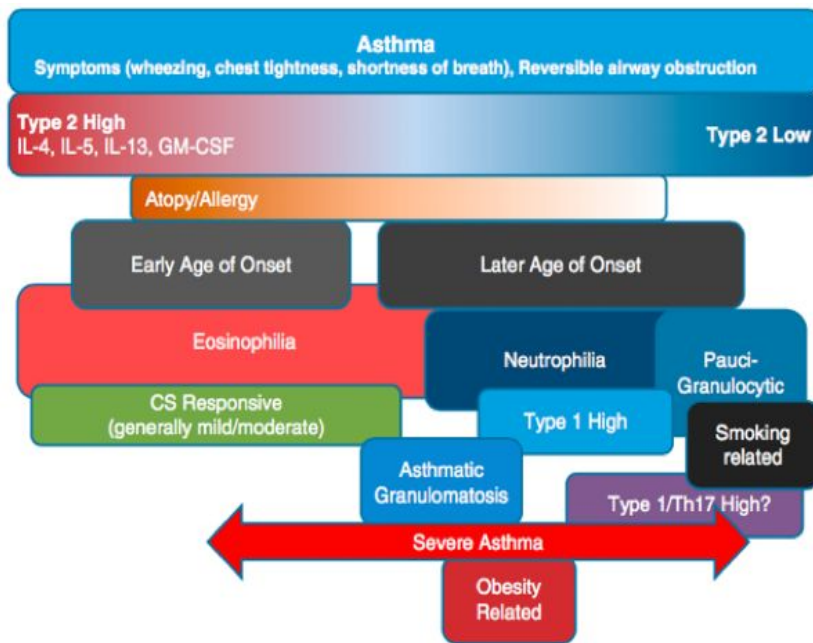 Asthma
Symptoms (wheezing, chest tightness, shortness of breath), Reversible airway obstruction
Type 2 High
IL-4, IL-5, IL-13, GM-CSF
Type 2 Low
Atopy/Allergy
Early Age of Onset
Later Age of Onset
Eosinophilia
Neutrophilia
Pauci-
Granulocytic
CS Responsive
(generally mild/moderate)
Type 1 High
Smoking
related
Asthmatic
Granulomatosis
Type 1/Th17 High?
Severe Asthma
Obesity
Related